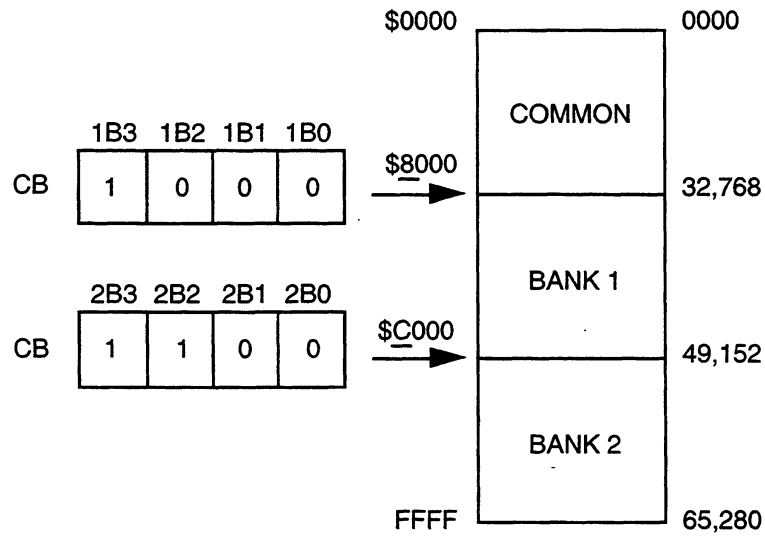 $0000
0000
COMMON
1B3 1B2 1B1 1B0
CB 1 0 0 0
$8000
32,768
BANK 1
2B3 2B2 2B1 2B0
CB 1 1 0 0
$C000
49,152
BANK 2
FFFF
65,280